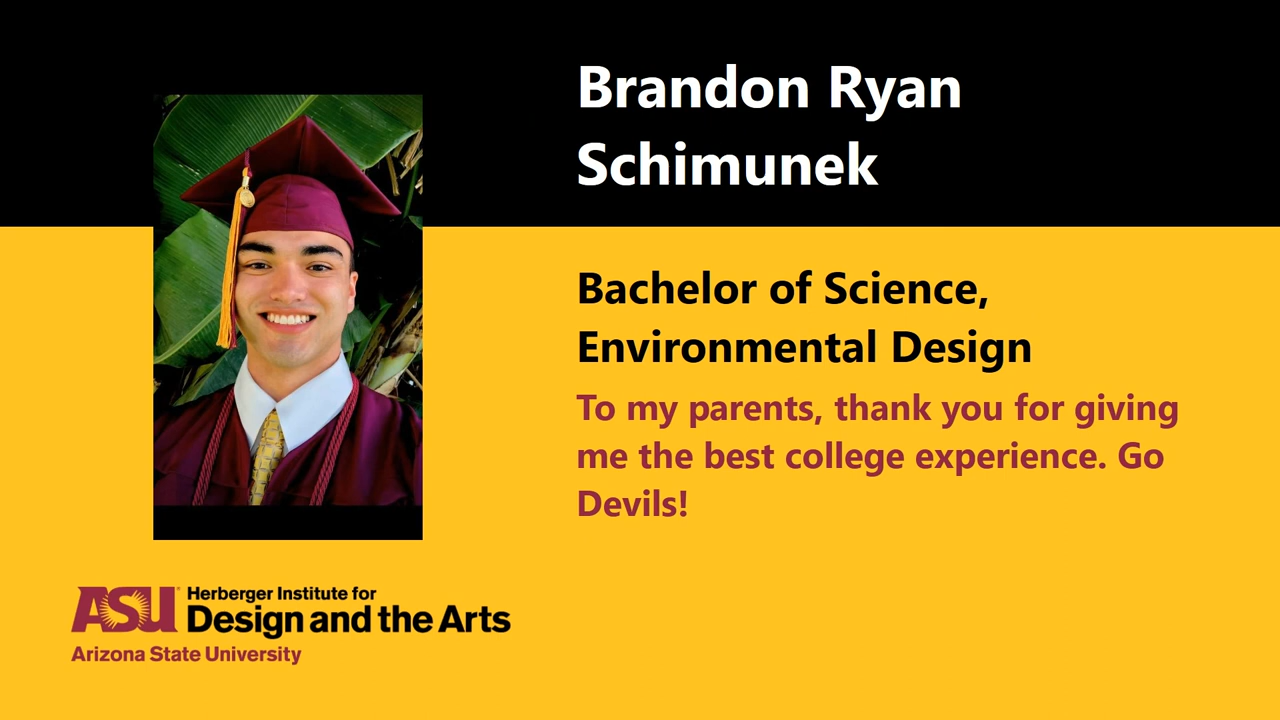 Brandon Ryan
Schimunek
Bachelor of Science,
Environmental Design
To my parents, thank you for giving
me the best college experience. Go
Devils!
ASU Herberger Institute for
Design and the Arts
Arizona State University